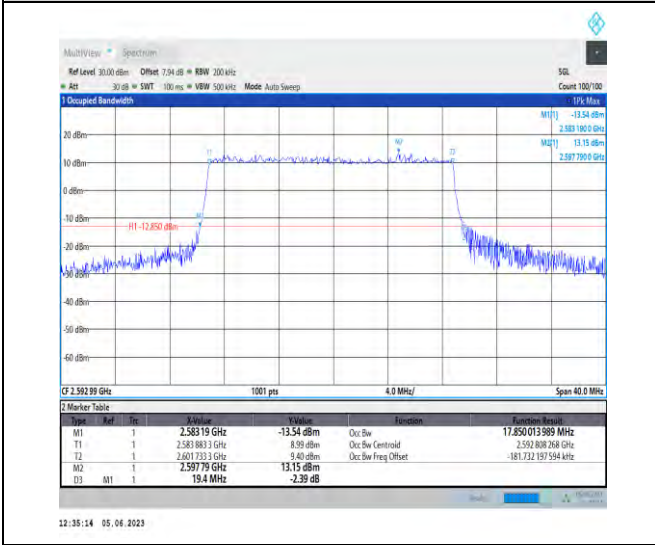 MultiView Spectrum
Ref Level 30.00 dBm Offset 7.94 dB RBW 200 kHz SGL
Att 30 dB SWT 100 ms VBW 500 kHz Mode Auto Sweep Count 100/100
1 Occupied Bandwidth 1Pk Max
M1[1] -13.54 dBm
2.583 190 0 GHz
M2[1] 13.15 dBm
2.597 790 0 GHz
20 dBm
M2
T1 T2
10 dBm
0 dBm
-10 dBm
M1
H1 -12.850 dBm
-20 dBm
-30 dBm
-40 dBm
-50 dBm
-60 dBm
CF 2.592 99 GHz 1001 pts 4.0 MHz/ Span 40.0 MHz
2 Marker Table
Type Ref Trc X-Value Y-Value Function Function Result
M1 1 2.583 19 GHz -13.54 dBm Occ Bw 17.850 013 989 MHz
T1 1 2.583 883 3 GHz 8.99 dBm Occ Bw Centroid 2.592 808 268 GHz
T2 1 2.601 733 3 GHz 9.40 dBm Occ Bw Freq Offset -181.732 197 594 kHz
M2 1 2.597 79 GHz 13.15 dBm
D3 M1 1 19.4 MHz -2.39 dB
12:35:14 05.06.2023